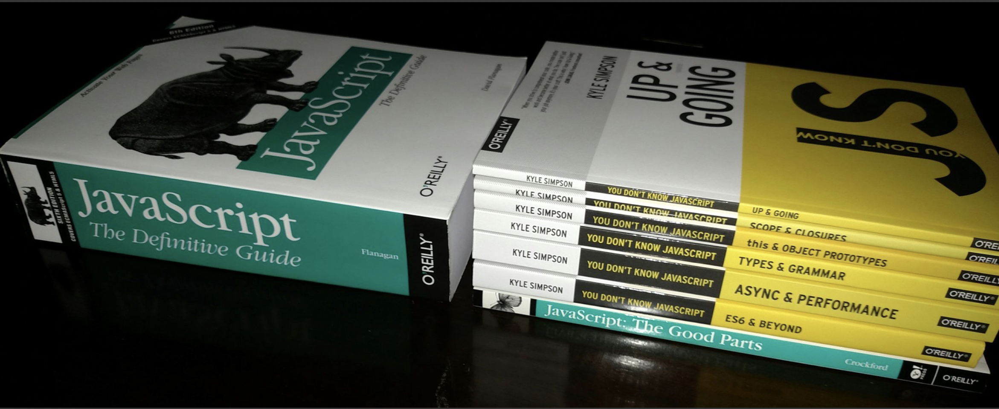 6th Edition
Covers ECMAScript 5 & HTML5
Activate Your Web Pages
JavaScript
The Definitive Guide
David Flanagan
O'REILLY®
SIXTH EDITION
COVERS ECMAScript 5 & HTML5
JavaScript
The Definitive Guide
Flanagan
O'REILLY®
KYLE SIMPSON
UP &
GOING
YOU DON'T KNOW
JS
O'REILLY®
KYLE SIMPSON YOU DON'T KNOW JAVASCRIPT UP & GOING
KYLE SIMPSON YOU DON'T KNOW JAVASCRIPT SCOPE & CLOSURES
KYLE SIMPSON YOU DON'T KNOW JAVASCRIPT this & OBJECT PROTOTYPES O'REILLY
KYLE SIMPSON YOU DON'T KNOW JAVASCRIPT TYPES & GRAMMAR O'REILLY®
KYLE SIMPSON YOU DON'T KNOW JAVASCRIPT ASYNC & PERFORMANCE O'REILLY®
KYLE SIMPSON YOU DON'T KNOW JAVASCRIPT ES6 & BEYOND O'REILLY®
JavaScript: The Good Parts Crockford Y! PRESS O'REILLY®